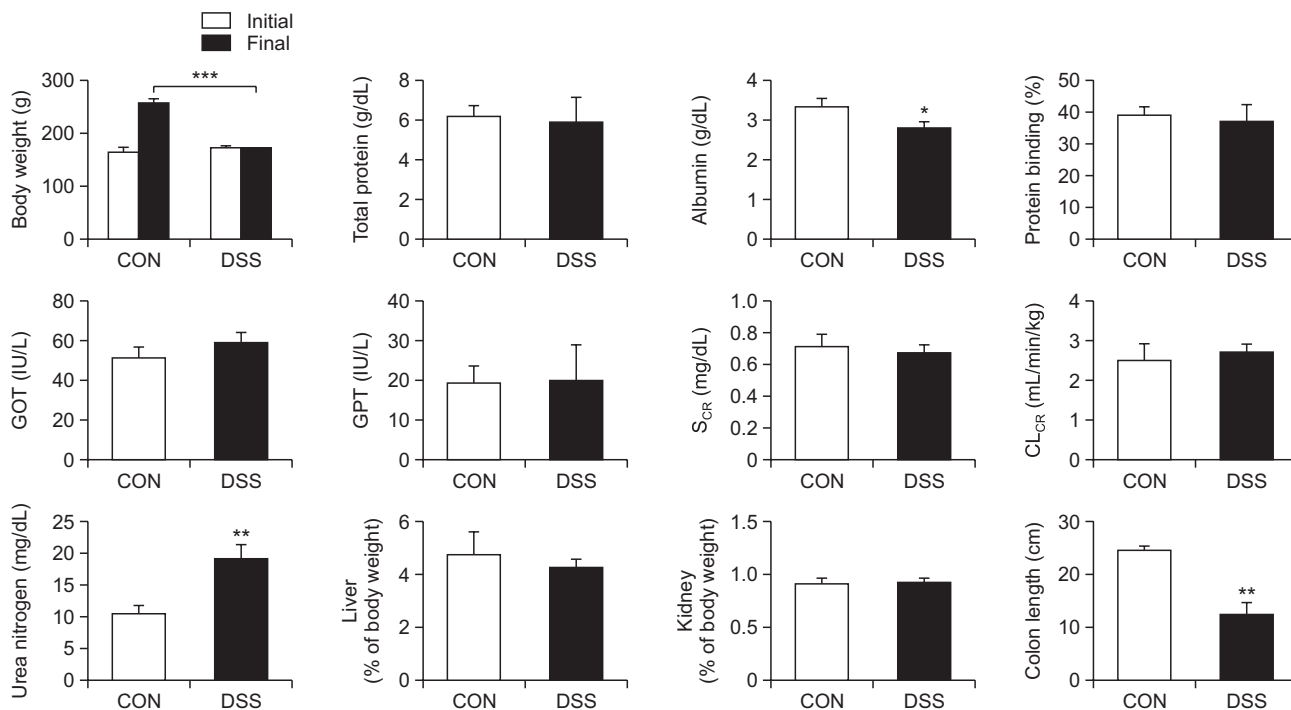 Initial
Final
Body weight (g)
300
200
100
0
***
CON
DSS
Total protein (g/dL)
8
6
4
2
0
CON
DSS
Albumin (g/dL)
4
3
2
1
0
*
CON
DSS
Protein binding (%)
50
40
30
20
10
0
CON
DSS
GOT (IU/L)
80
60
40
20
0
CON
DSS
GPT (IU/L)
40
30
20
10
0
CON
DSS
SCR (mg/dL)
1.0
0.8
0.6
0.4
0.2
0
CON
DSS
CLCR (mL/min/kg)
4
3
2
1
0
CON
DSS
Urea nitrogen (mg/dL)
25
20
15
10
5
0
**
CON
DSS
Liver
(% of body weight)
6
4
2
0
CON
DSS
Kidney
(% of body weight)
1.5
1.0
0.5
0
CON
DSS
Colon length (cm)
30
20
10
0
**
CON
DSS